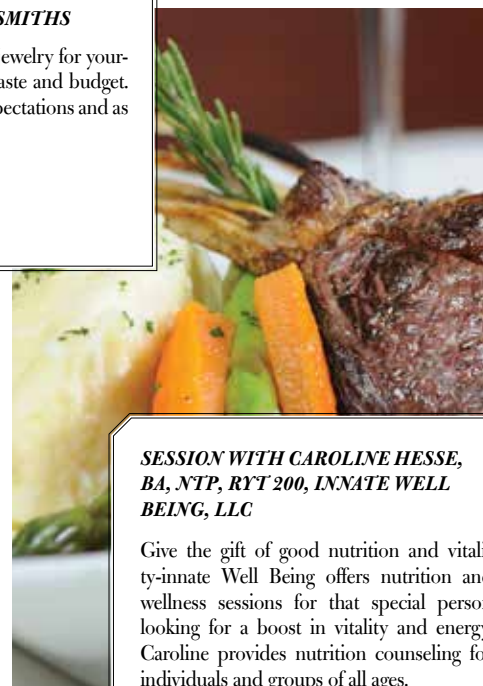 SMITHS
ewelry for your-
aste and budget.
pectations and as
SESSION WITH CAROLINE HESSE,
BA, NTP, RYT 200, INNATE WELL
BEING, LLC
Give the gift of good nutrition and vitali
ty-innate Well Being offers nutrition and
wellness sessions for that special person
looking for a boost in vitality and energy
Caroline provides nutrition counseling fo
individuals and groups of all ages.